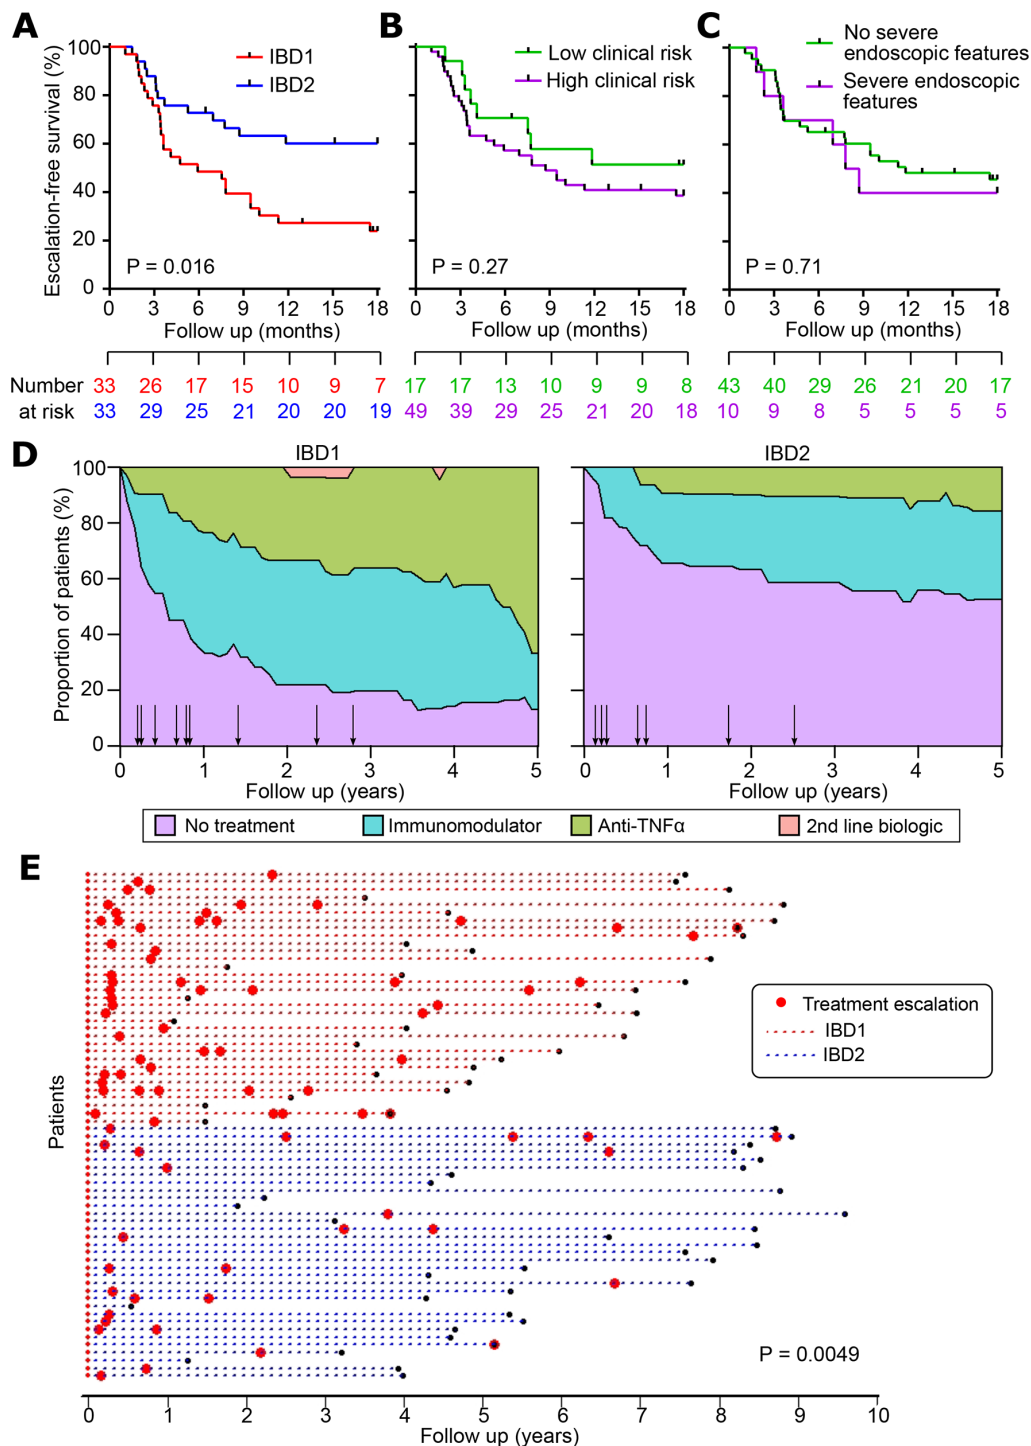 A
B
C
Escalation-free survival (%)
100
80
60
40
20
0
IBD1
IBD2
P = 0.016
0 3 6 9 12 15 18
Follow up (months)
Low clinical risk
High clinical risk
P = 0.27
0 3 6 9 12 15 18
Follow up (months)
No severe
endoscopic features
Severe endoscopic
features
P = 0.71
0 3 6 9 12 15 18
Follow up (months)
Number 33 26 17 15 10 9 7 17 17 13 10 9 9 8 43 40 29 26 21 20 17
at risk 33 29 25 21 20 20 19 49 39 29 25 21 20 18 10 9 8 5 5 5 5
D
IBD1
IBD2
Proportion of patients (%)
100
80
60
40
20
0
0 1 2 3 4 5
Follow up (years)
0 1 2 3 4 5
Follow up (years)
No treatment Immunomodulator Anti-TNFα 2nd line biologic
E
Patients
Treatment escalation
IBD1
IBD2
P = 0.0049
0 1 2 3 4 5 6 7 8 9 10
Follow up (years)